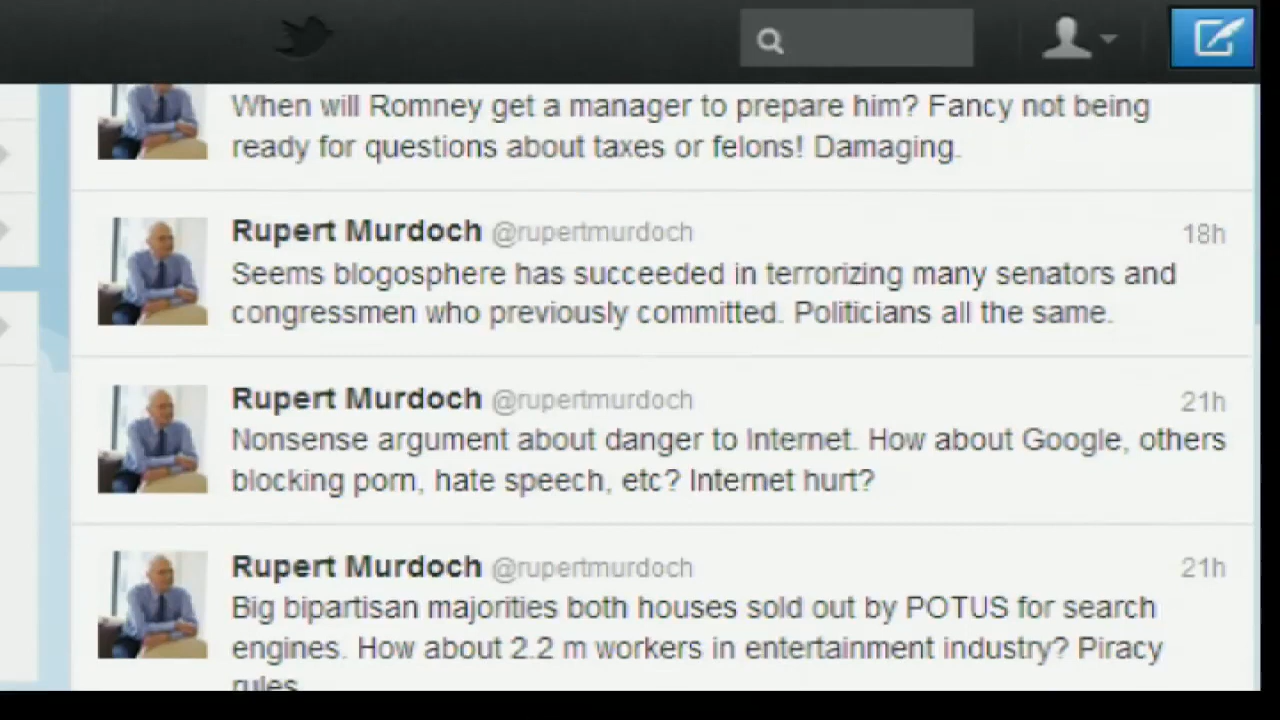 When will Romney get a manager to prepare him? Fancy not being
ready for questions about taxes or felons! Damaging.
Rupert Murdoch @rupertmurdoch 18h
Seems blogosphere has succeeded in terrorizing many senators and
congressmen who previously committed. Politicians all the same.
Rupert Murdoch @rupertmurdoch 21h
Nonsense argument about danger to Internet. How about Google, others
blocking porn, hate speech, etc? Internet hurt?
Rupert Murdoch @rupertmurdoch 21h
Big bipartisan majorities both houses sold out by POTUS for search
engines. How about 2.2 m workers in entertainment industry? Piracy
rules.